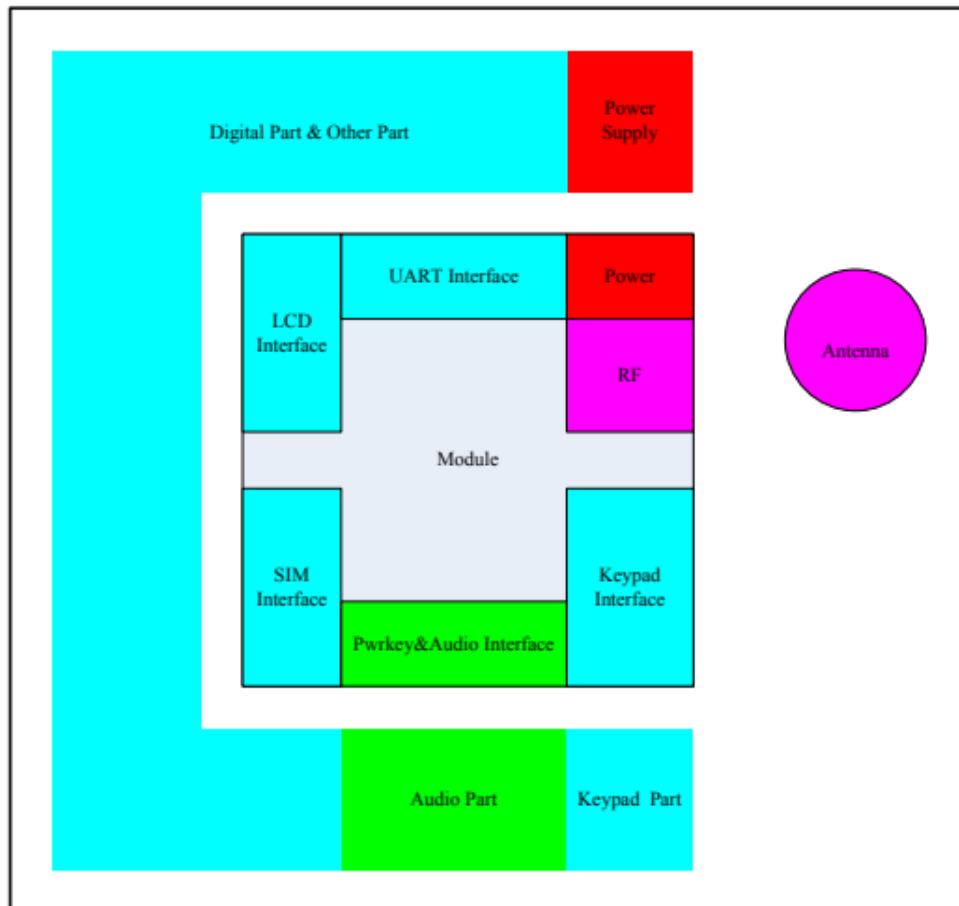 Power
Supply
Digital Part & Other Part
UART Interface
Power
LCD
Interface
Antenna
RF
Module
SIM
Interface
Keypad
Interface
Pwrkey&Audio Interface
Audio Part
Keypad Part